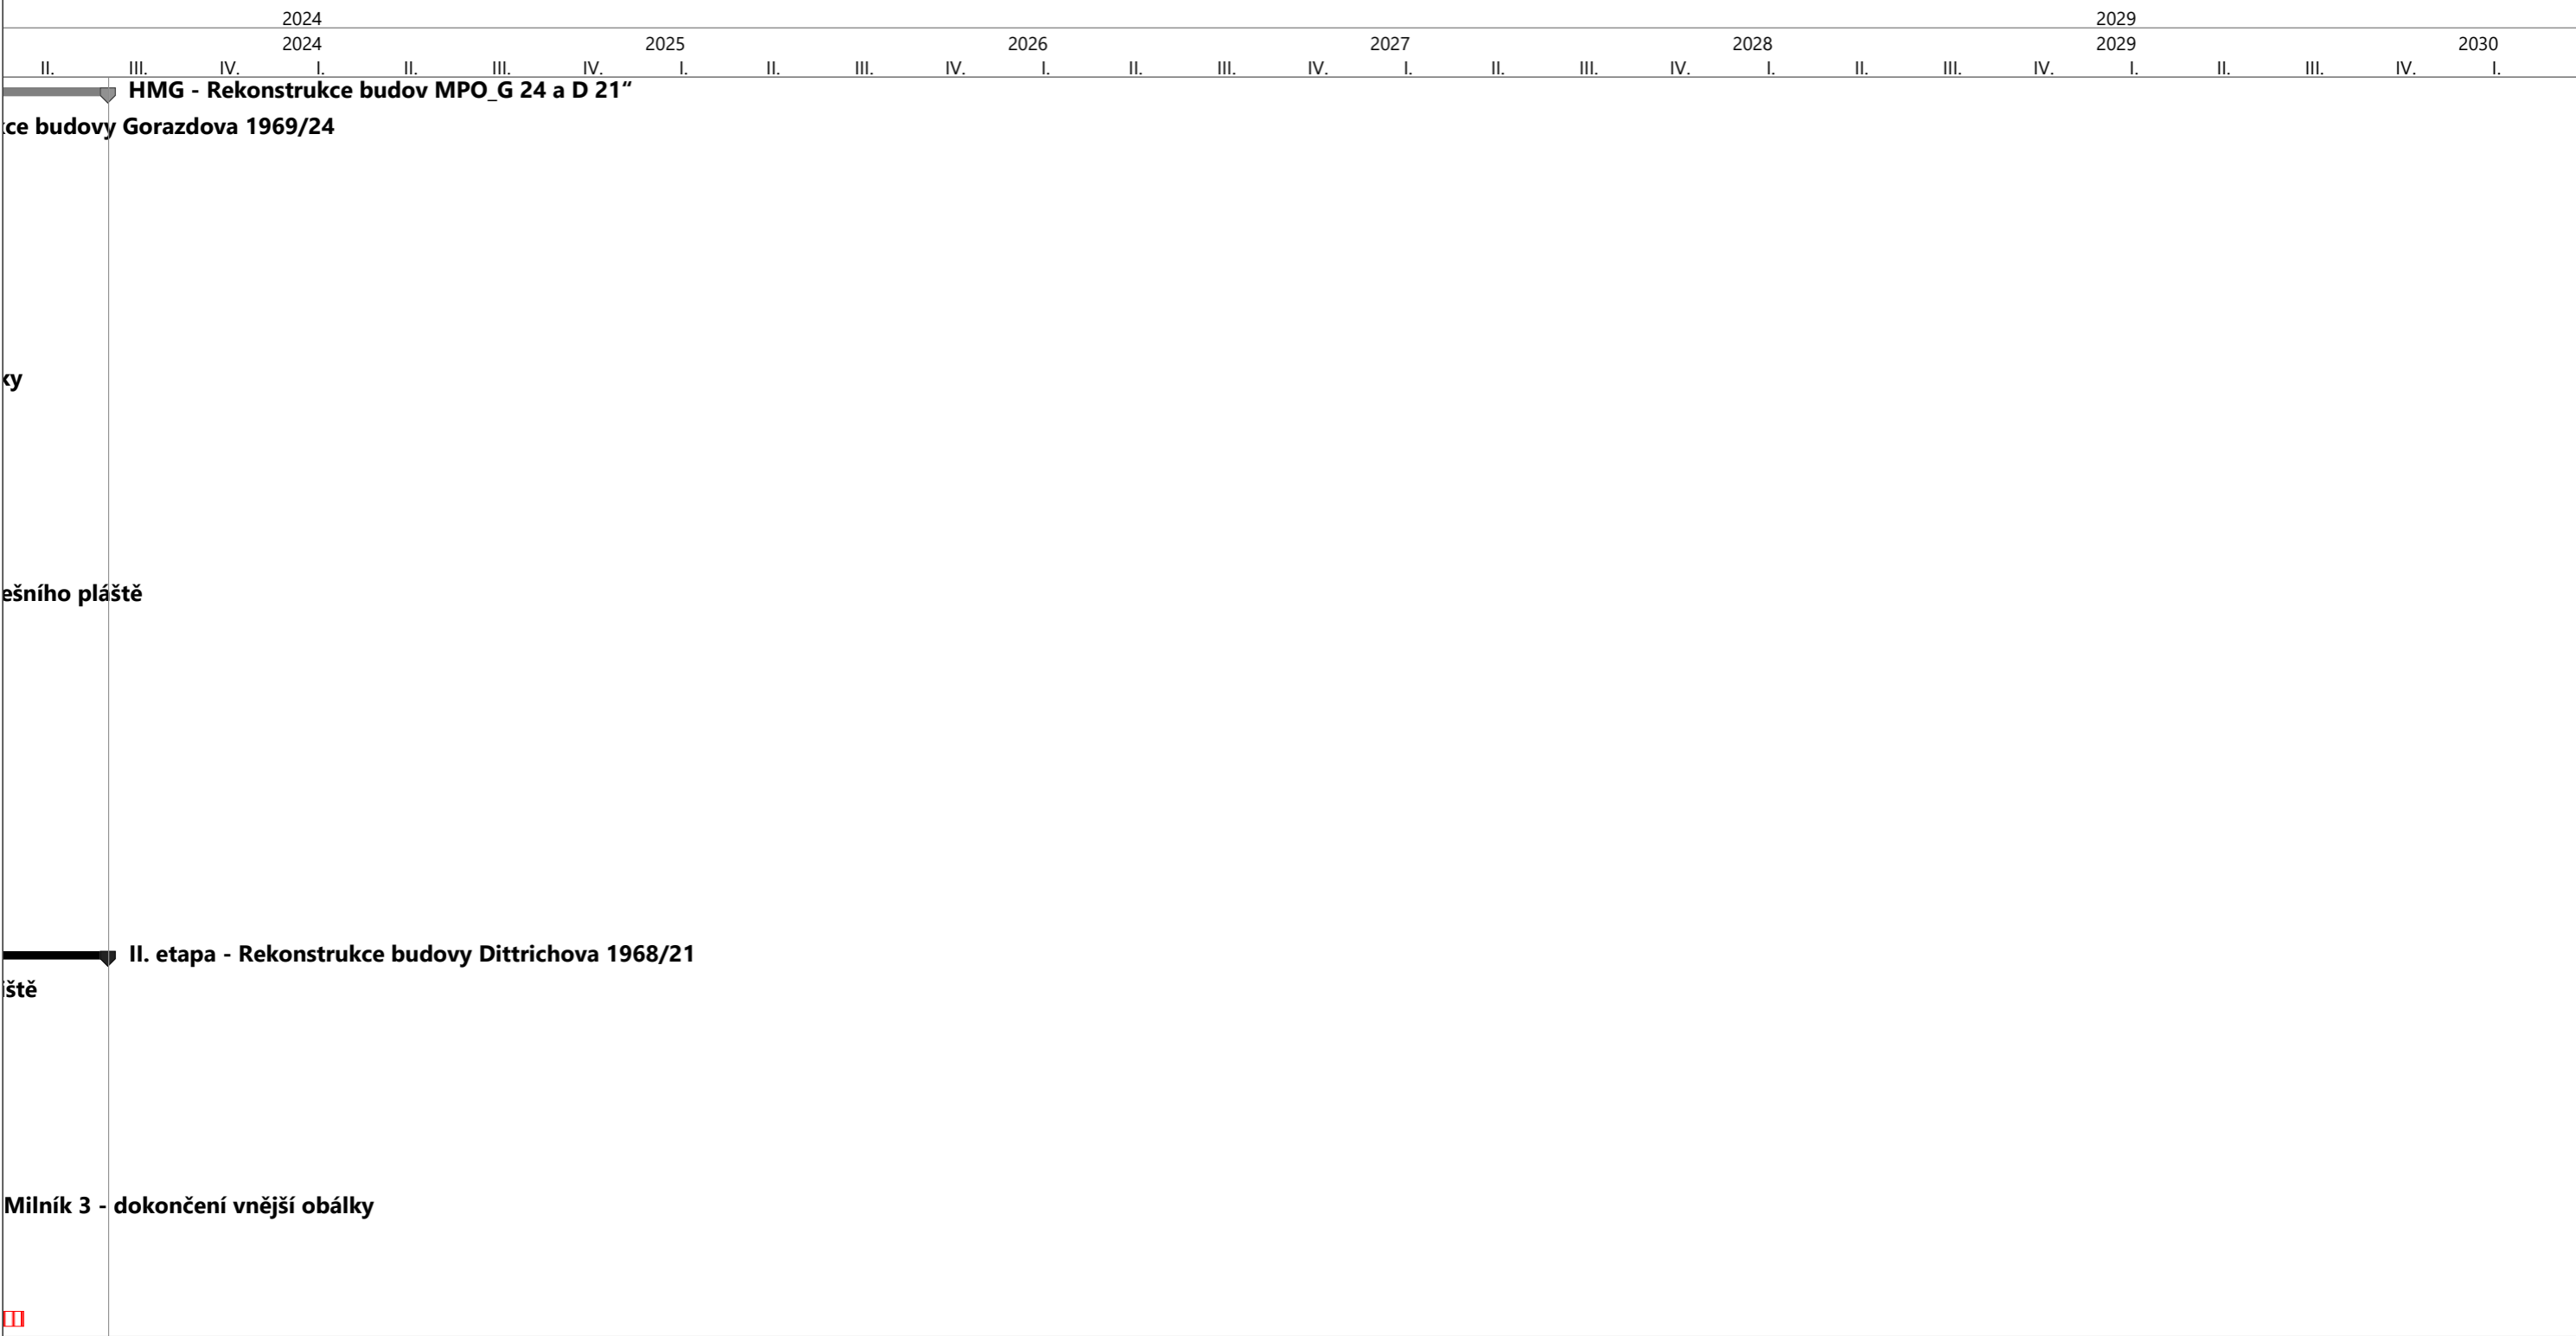 2024 2029
2024 2025 2026 2027 2028 2029 2030
II. III. IV. I. II. III. IV. I. II. III. IV. I. II. III. IV. I. II. III. IV. I. II. III. IV. I. II. III. IV. I.
HMG - Rekonstrukce budov MPO_G 24 a D 21“
ce budovy Gorazdova 1969/24
ky
ešního pláště
II. etapa - Rekonstrukce budovy Dittrichova 1968/21
iště
Milník 3 - dokončení vnější obálky